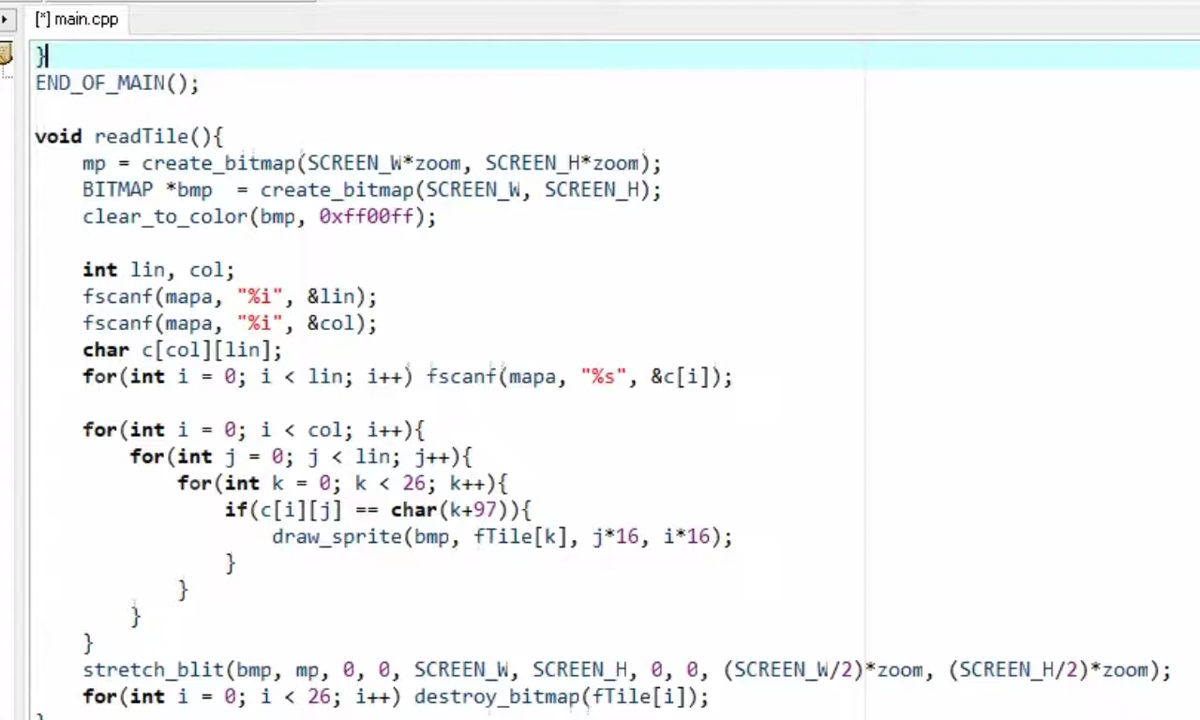 [*] main.cpp
}
END_OF_MAIN();
void readTile(){
mp = create_bitmap(SCREEN_W*zoom, SCREEN_H*zoom);
BITMAP *bmp  = create_bitmap(SCREEN_W, SCREEN_H);
clear_to_color(bmp, 0xff00ff);
int lin, col;
fscanf(mapa, "%i", &lin);
fscanf(mapa, "%i", &col);
char c[col][lin];
for(int i = 0; i < lin; i++) fscanf(mapa, "%s", &c[i]);
for(int i = 0; i < col; i++){
for(int j = 0; j < lin; j++){
for(int k = 0; k < 26; k++){
if(c[i][j] == char(k+97)){
draw_sprite(bmp, fTile[k], j*16, i*16);
}
}
}
}
stretch_blit(bmp, mp, 0, 0, SCREEN_W, SCREEN_H, 0, 0, (SCREEN_W/2)*zoom, (SCREEN_H/2)*zoom);
for(int i = 0; i < 26; i++) destroy_bitmap(fTile[i]);